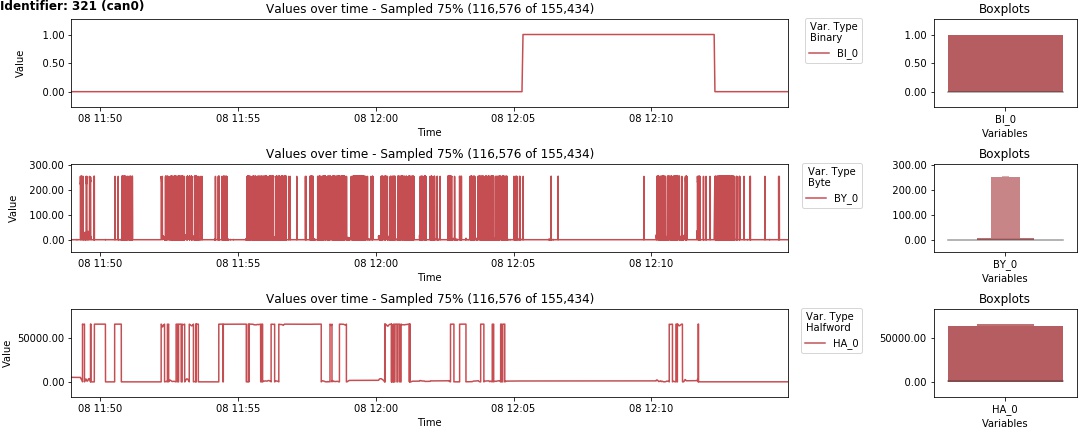 Identifier: 321 (can0)
Values over time - Sampled 75% (116,576 of 155,434)
Boxplots
Value
1.00
0.50
0.00
08 11:50
08 11:55
08 12:00
08 12:05
08 12:10
Time
Var. Type
Binary
BI_0
1.00
0.50
0.00
BI_0
Variables
Values over time - Sampled 75% (116,576 of 155,434)
Boxplots
Value
300.00
200.00
100.00
0.00
08 11:50
08 11:55
08 12:00
08 12:05
08 12:10
Time
Var. Type
Byte
BY_0
300.00
200.00
100.00
0.00
BY_0
Variables
Values over time - Sampled 75% (116,576 of 155,434)
Boxplots
Value
50000.00
0.00
08 11:50
08 11:55
08 12:00
08 12:05
08 12:10
Time
Var. Type
Halfword
HA_0
50000.00
0.00
HA_0
Variables